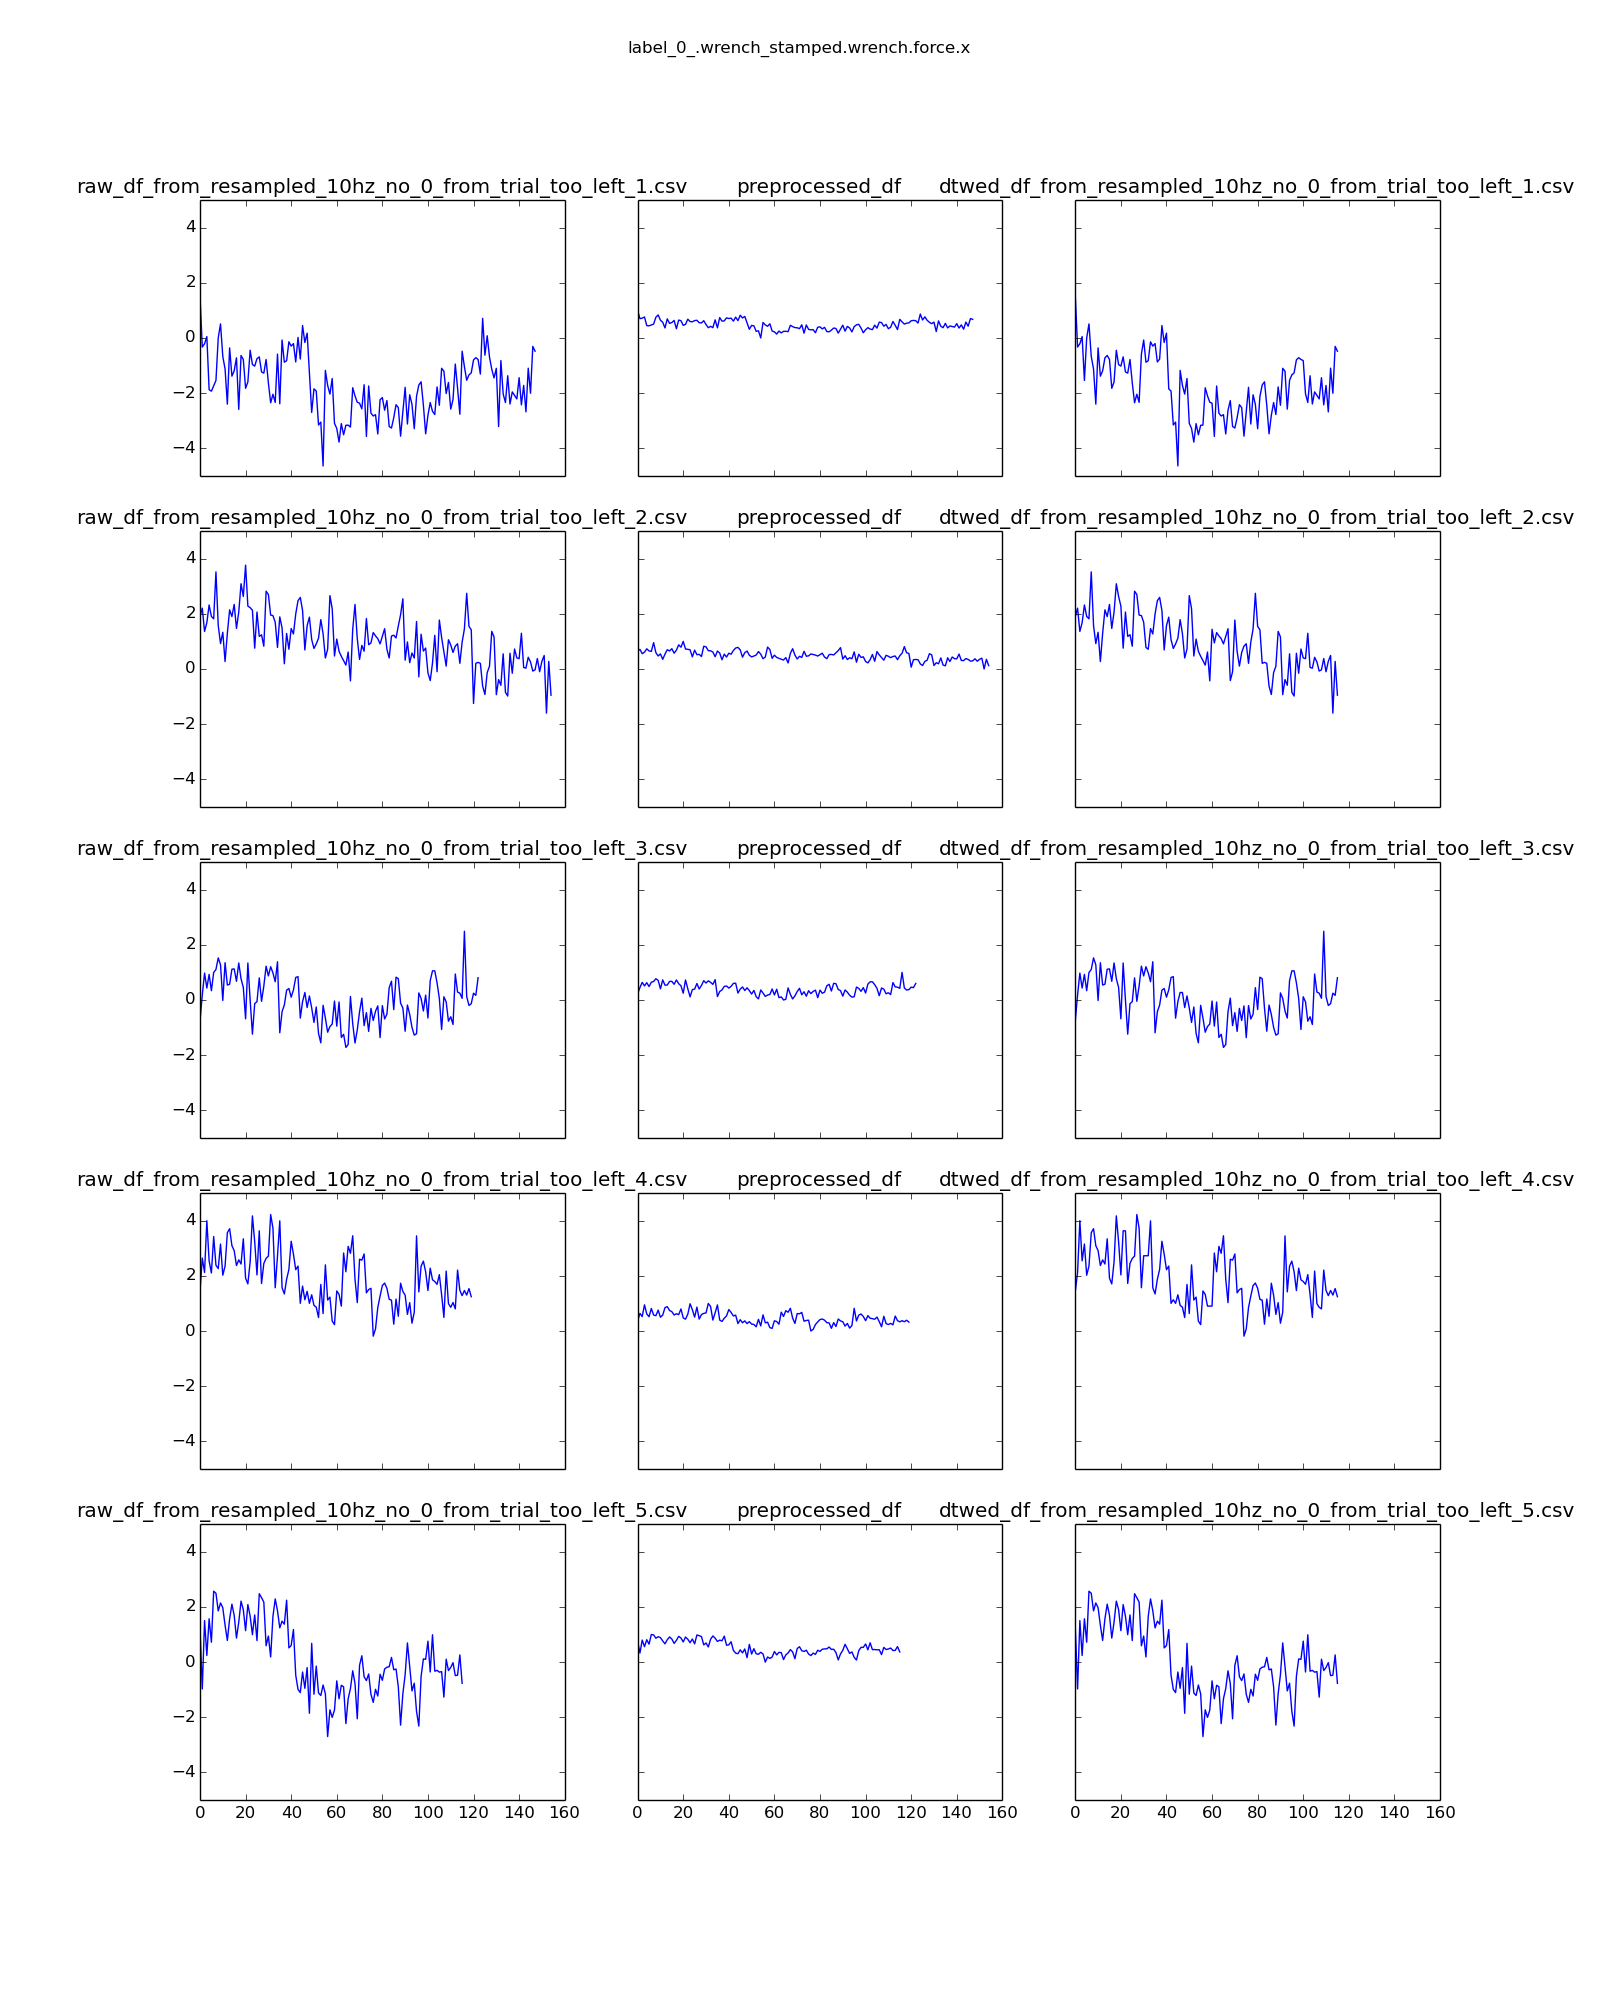 label_0_.wrench_stamped.wrench.force.x
raw_df_from_resampled_10hz_no_0_from_trial_too_left_1.csv
preprocessed_df
dtwed_df_from_resampled_10hz_no_0_from_trial_too_left_1.csv
4
2
0
−2
−4
raw_df_from_resampled_10hz_no_0_from_trial_too_left_2.csv
preprocessed_df
dtwed_df_from_resampled_10hz_no_0_from_trial_too_left_2.csv
4
2
0
−2
−4
raw_df_from_resampled_10hz_no_0_from_trial_too_left_3.csv
preprocessed_df
dtwed_df_from_resampled_10hz_no_0_from_trial_too_left_3.csv
4
2
0
−2
−4
raw_df_from_resampled_10hz_no_0_from_trial_too_left_4.csv
preprocessed_df
dtwed_df_from_resampled_10hz_no_0_from_trial_too_left_4.csv
4
2
0
−2
−4
raw_df_from_resampled_10hz_no_0_from_trial_too_left_5.csv
preprocessed_df
dtwed_df_from_resampled_10hz_no_0_from_trial_too_left_5.csv
4
2
0
−2
−4
0 20 40 60 80 100 120 140 160
0 20 40 60 80 100 120 140 160
0 20 40 60 80 100 120 140 160